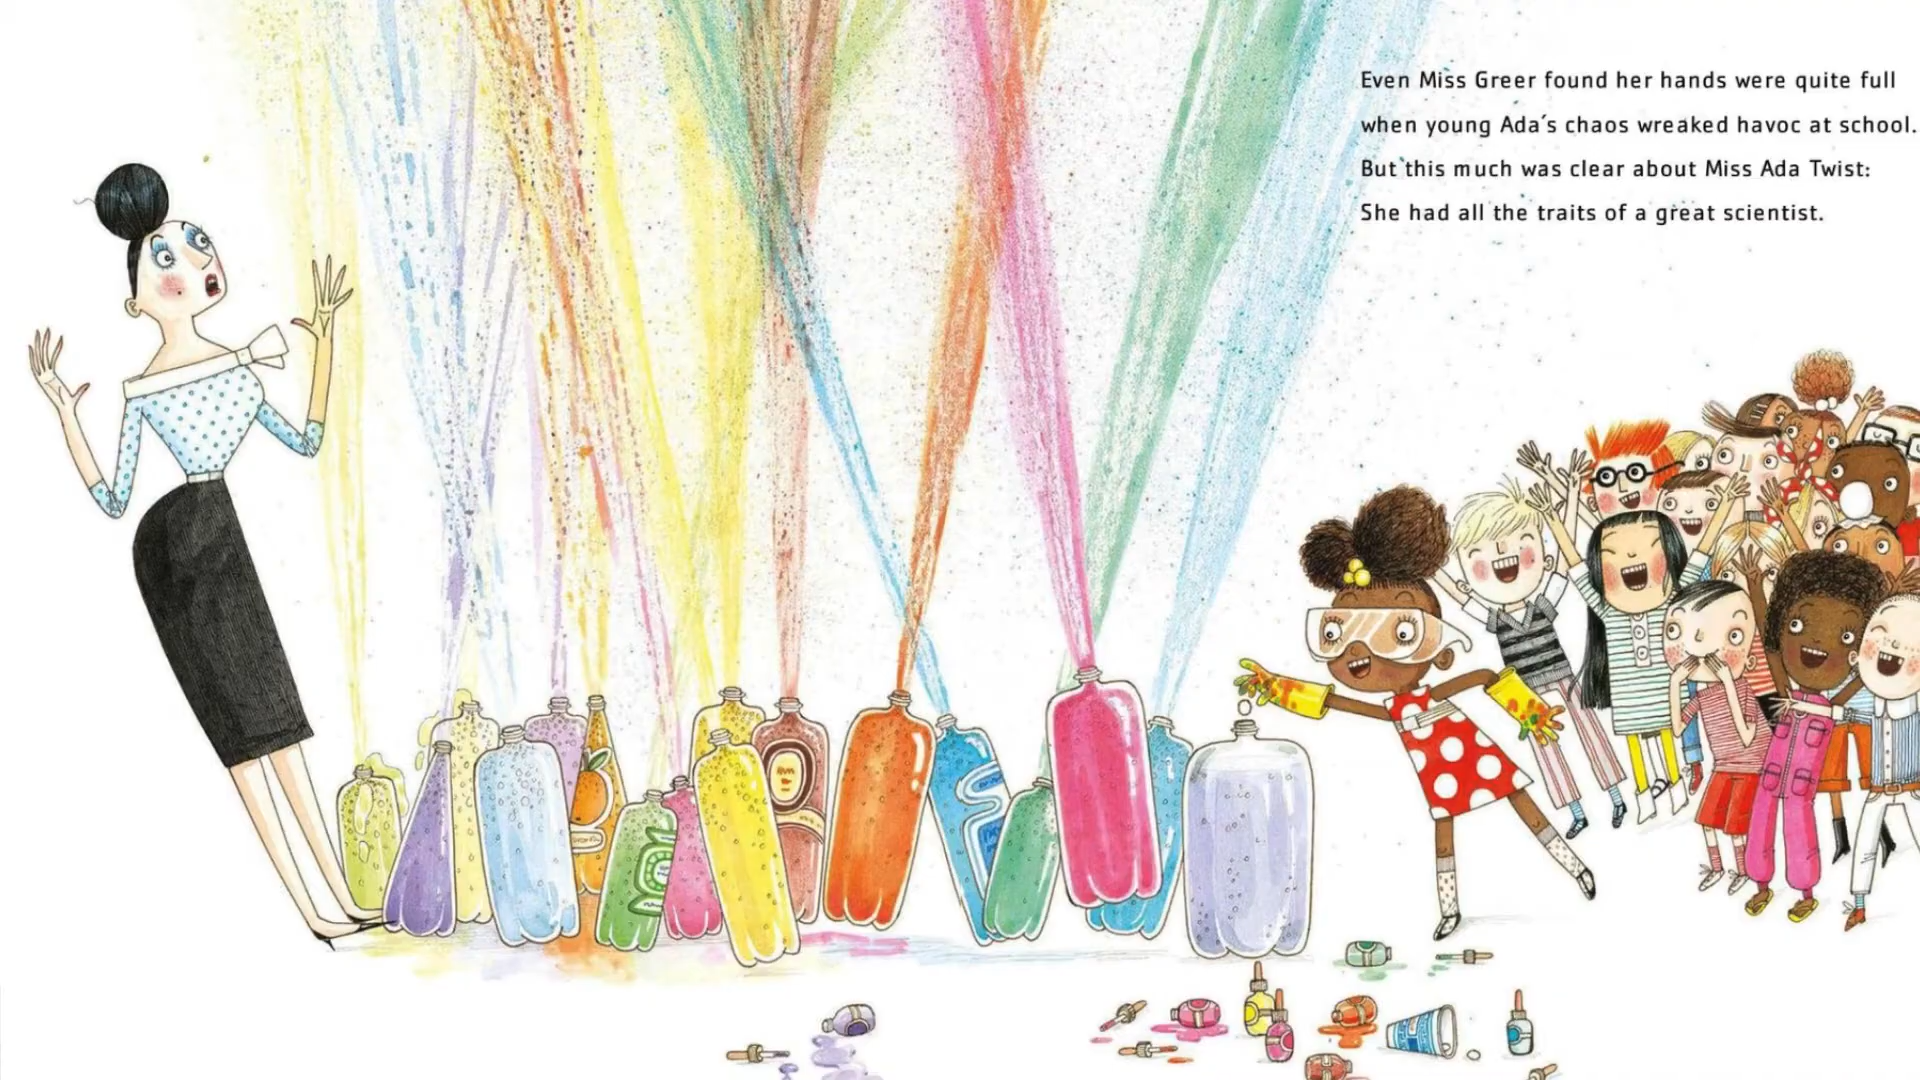 Even Miss Greer found her hands were quite full
when young Ada's chaos wreaked havoc at school.
But this much was clear about Miss Ada Twist:
She had all the traits of a great scientist.